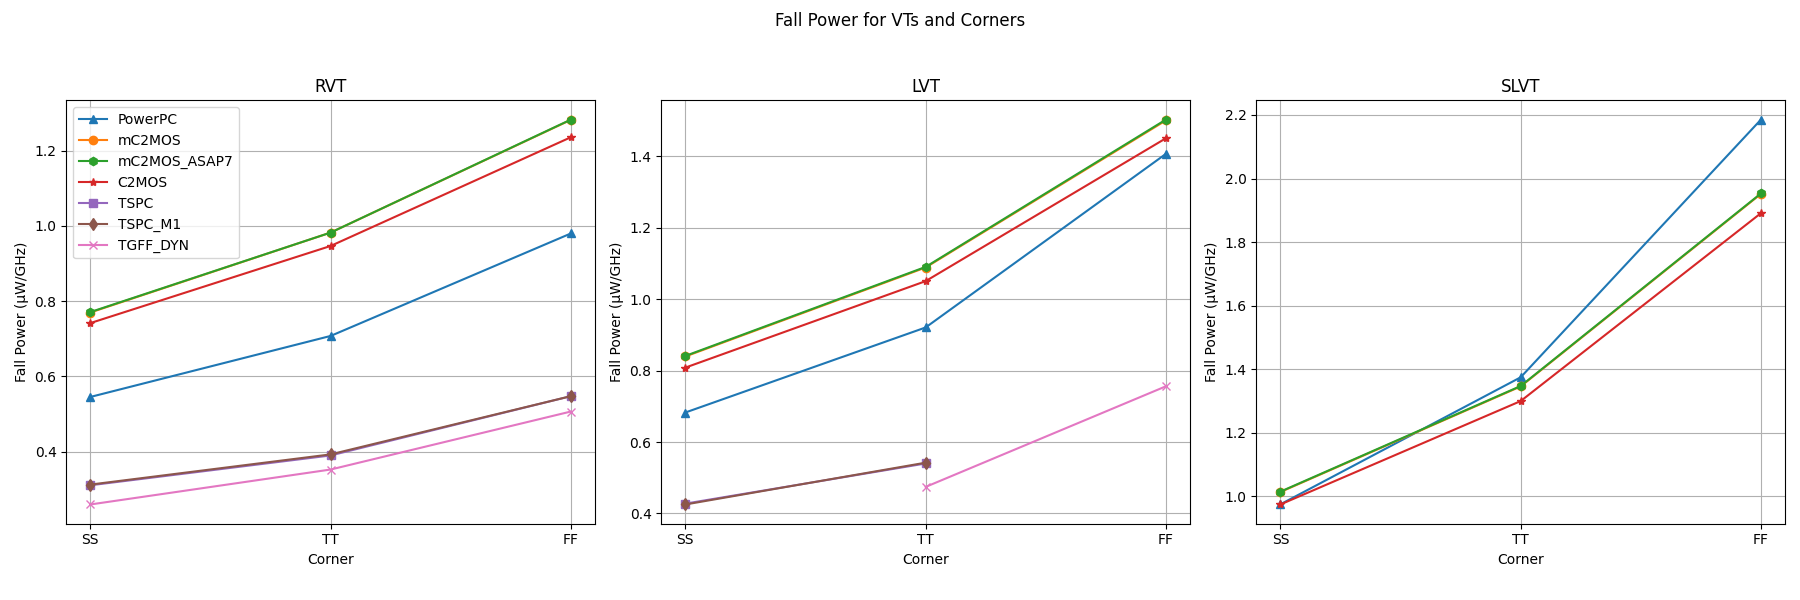 Fall Power for VTs and Corners
RVT
PowerPC
mC2MOS
mC2MOS_ASAP7
C2MOS
TSPC
TSPC_M1
TGFF_DYN
1.2
1.0
0.8
0.6
0.4
Fall Power (µW/GHz)
SS TT FF
Corner
LVT
1.4
1.2
1.0
0.8
0.6
0.4
Fall Power (µW/GHz)
SS TT FF
Corner
SLVT
2.2
2.0
1.8
1.6
1.4
1.2
1.0
Fall Power (µW/GHz)
SS TT FF
Corner